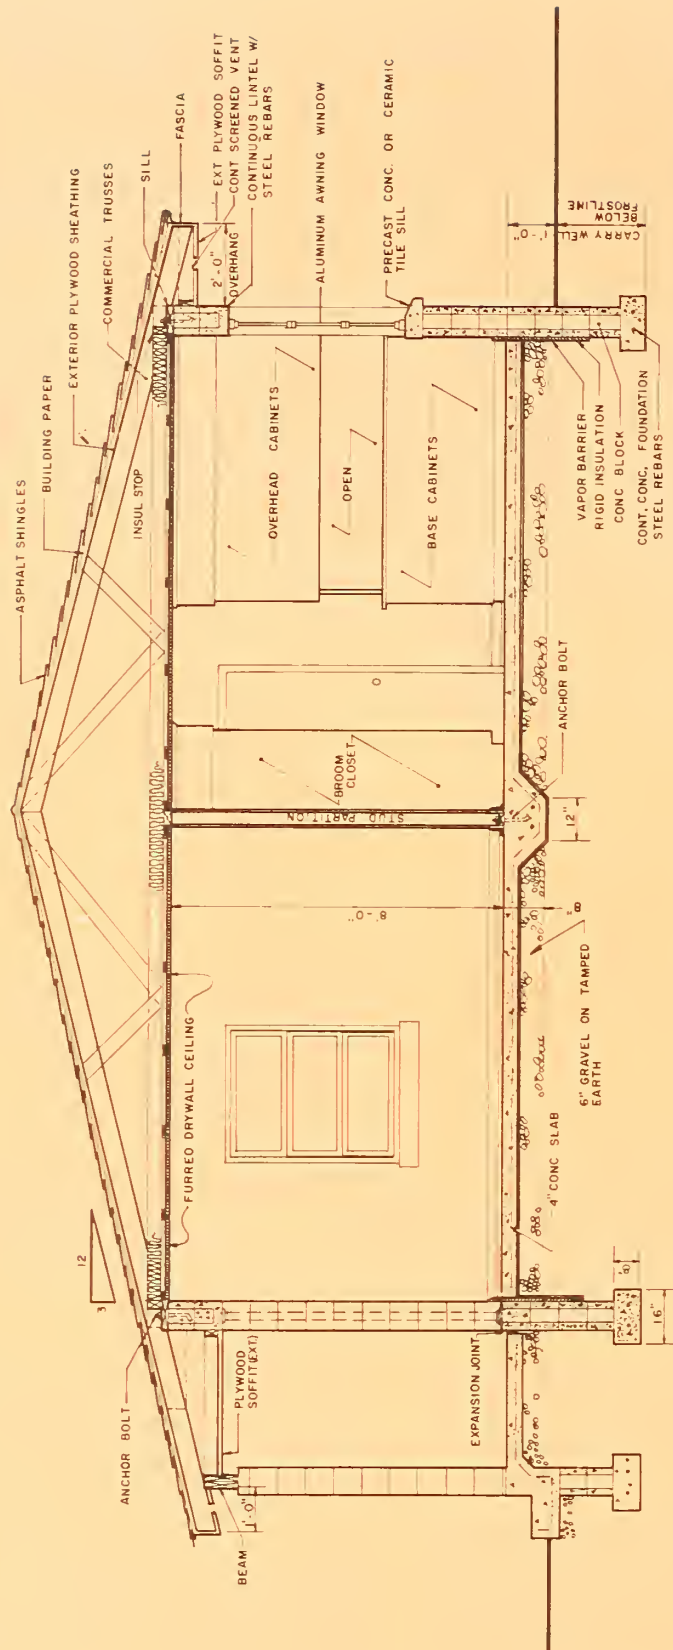 ASPHALT SHINGLES
BUILDING PAPER
EXTERIOR PLYWOOD SHEATHING
COMMERCIAL TRUSSES
SILL
FASCIA
EXT PLYWOOD SOFFIT
CONT SCREENED VENT
CONTINUOUS LINTEL W/
STEEL REBARS
2'-0"
OVERHANG
ALUMINUM AWNING WINDOW
PRECAST CONC. OR CERAMIC
TILE SILL
1'-0"
CARRY WELL
BELOW
FROSTLINE
INSUL STOP
OVERHEAD CABINETS
OPEN
BASE CABINETS
VAPOR BARRIER
RIGID INSULATION
CONC BLOCK
CONT. CONC. FOUNDATION
STEEL REBARS
BROOM
CLOSET
STUD PARTITION
ANCHOR BOLT
12"
8"
8'-0"
6" GRAVEL ON TAMPED
EARTH
4" CONC SLAB
FURRED DRYWALL CEILING
12
3
ANCHOR BOLT
PLYWOOD
SOFFIT(EXT.)
EXPANSION JOINT
BEAM
1'-0"
8"
16"